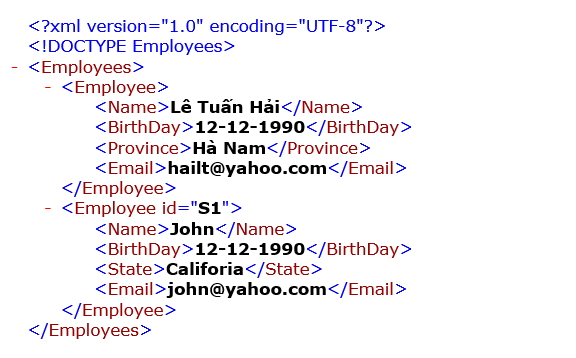 <?xml version="1.0" encoding="UTF-8"?>
<!DOCTYPE Employees>
- <Employees>
- <Employee>
<Name>Lê Tuấn Hải</Name>
<BirthDay>12-12-1990</BirthDay>
<Province>Hà Nam</Province>
<Email>hailt@yahoo.com</Email>
</Employee>
- <Employee id="S1">
<Name>John</Name>
<BirthDay>12-12-1990</BirthDay>
<State>Califoria</State>
<Email>john@yahoo.com</Email>
</Employee>
</Employees>